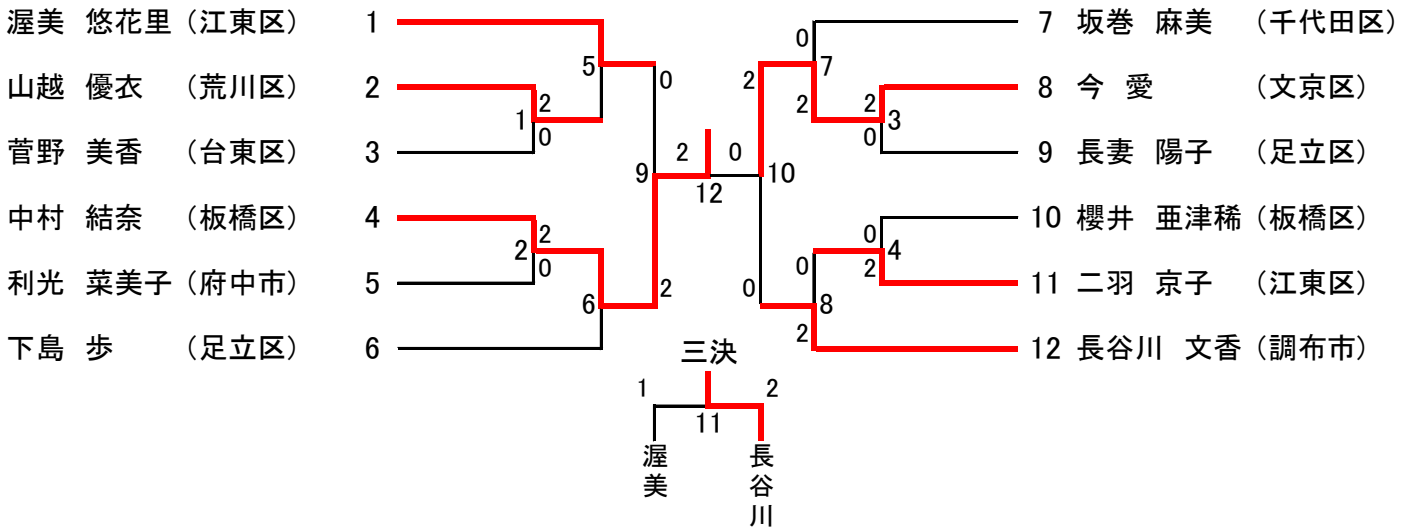 渥美 悠花里 (江東区) 1
山越 優衣 (荒川区) 2
菅野 美香 (台東区) 3
中村 結奈 (板橋区) 4
利光 菜美子 (府中市) 5
下島 歩 (足立区) 6
5
0
2
1
0
9
2
2
0
6
2
2
12
0
0
7
2
2
2
3
0
10
0
4
2
0
0
8
2
7 坂巻 麻美 (千代田区)
8 今 愛 (文京区)
9 長妻 陽子 (足立区)
10 櫻井 亜津稀 (板橋区)
11 二羽 京子 (江東区)
12 長谷川 文香 (調布市)
三決
1 2
11
渥美
長谷川